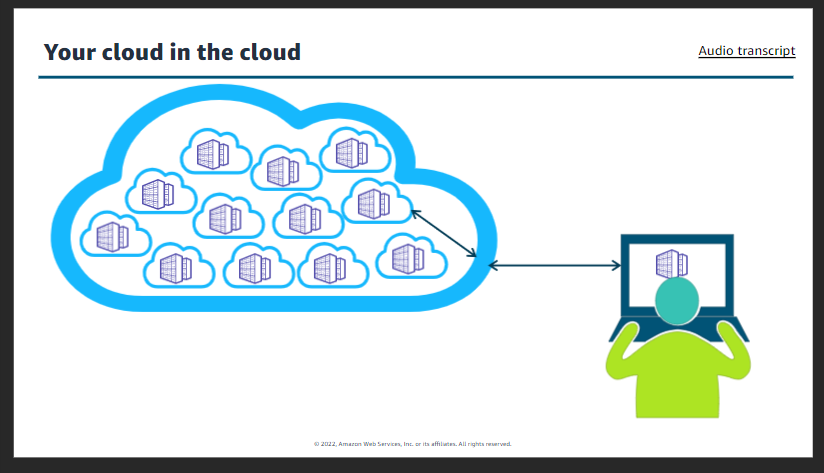 Your cloud in the cloud
Audio transcript
© 2022, Amazon Web Services, Inc. or its affiliates. All rights reserved.